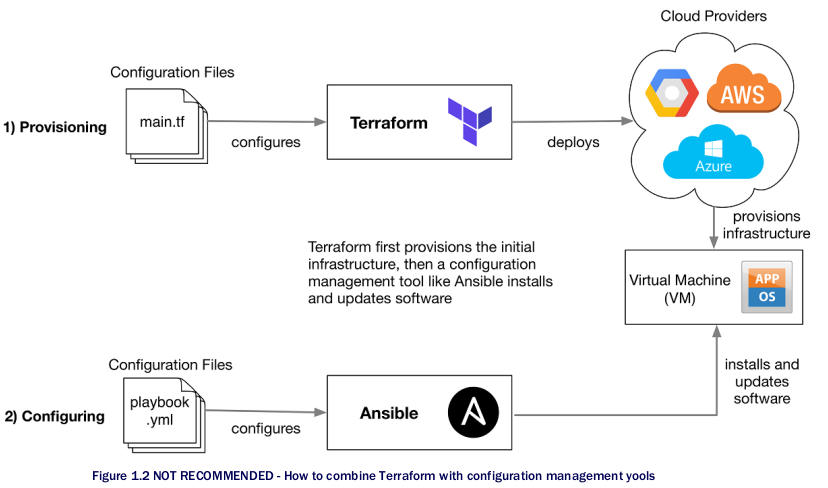 Cloud Providers
Configuration Files
AWS
main.tf
1) Provisioning
Terraform
configures
deploys
Azure
provisions
infrastructure
Terraform first provisions the initial
infrastructure, then a configuration
management tool like Ansible installs
and updates software
Virtual Machine
(VM)
APP
OS
Configuration Files
installs and
updates
software
playbook
.yml
2) Configuring
Ansible
configures
Figure 1.2 NOT RECOMMENDED - How to combine Terraform with configuration management yools